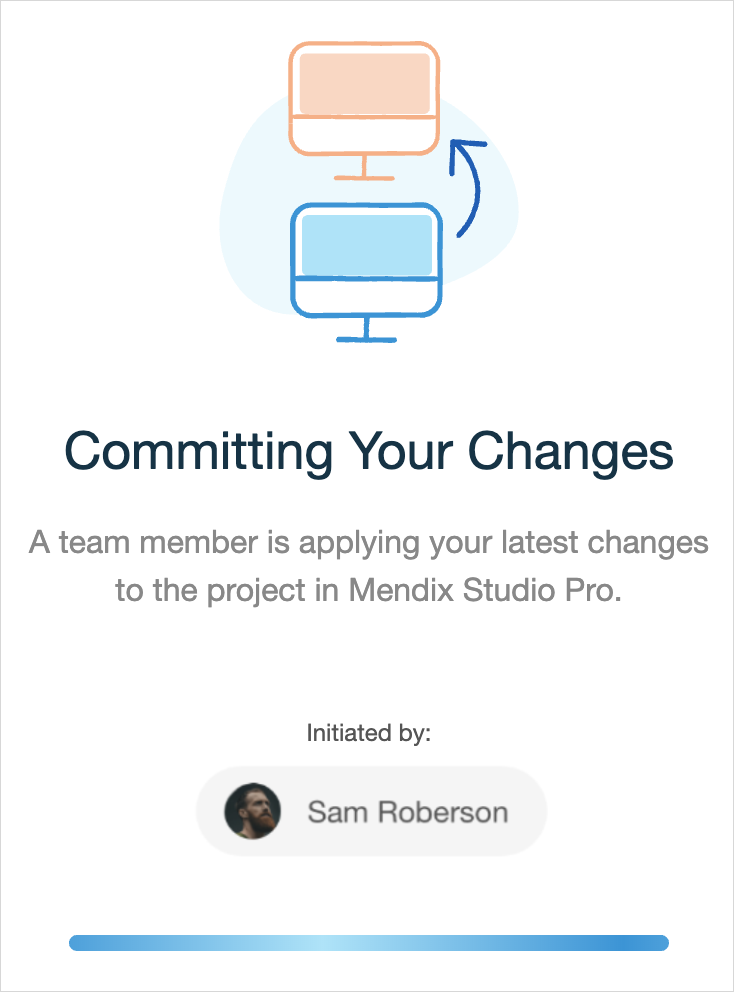 Committing Your Changes
A team member is applying your latest changes
to the project in Mendix Studio Pro.
Initiated by:
Sam Roberson